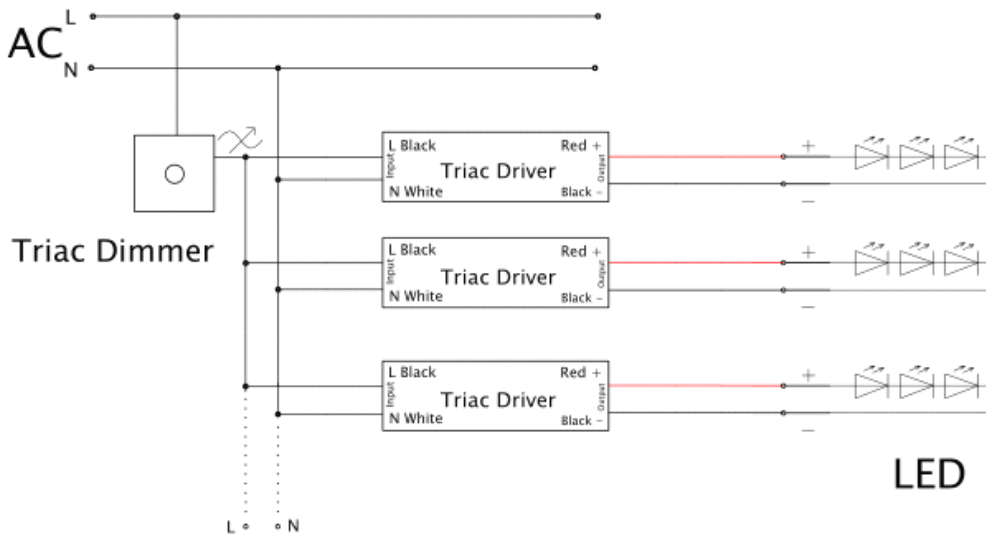 L
AC
N
Triac Dimmer
L Black
Input
N White
Triac Driver
Red +
Output
Black -
+
-
L Black
Input
N White
Triac Driver
Red +
Output
Black -
+
-
L Black
Input
N White
Triac Driver
Red +
Output
Black -
+
-
LED
L
N